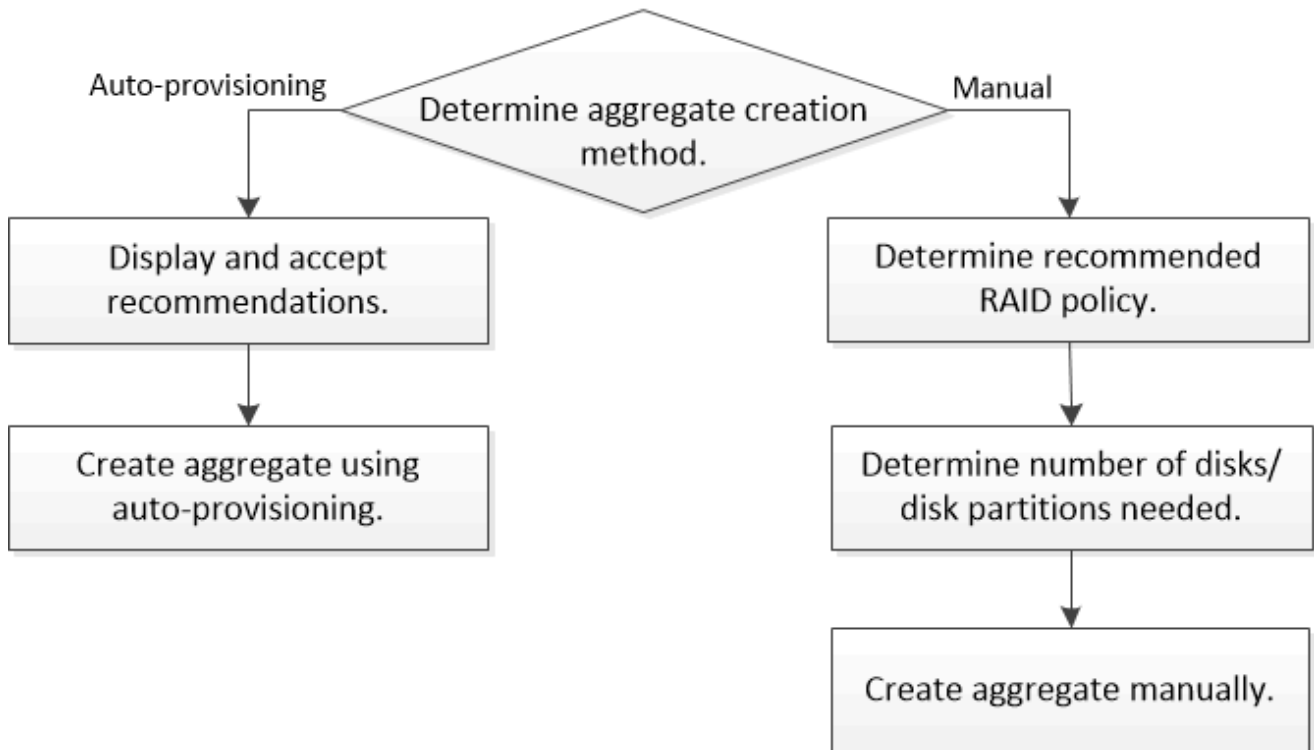 Auto-provisioning
Manual
Determine aggregate creation
method.
Display and accept
recommendations.
Determine recommended
RAID policy.
Create aggregate using
auto-provisioning.
Determine number of disks/
disk partitions needed.
Create aggregate manually.